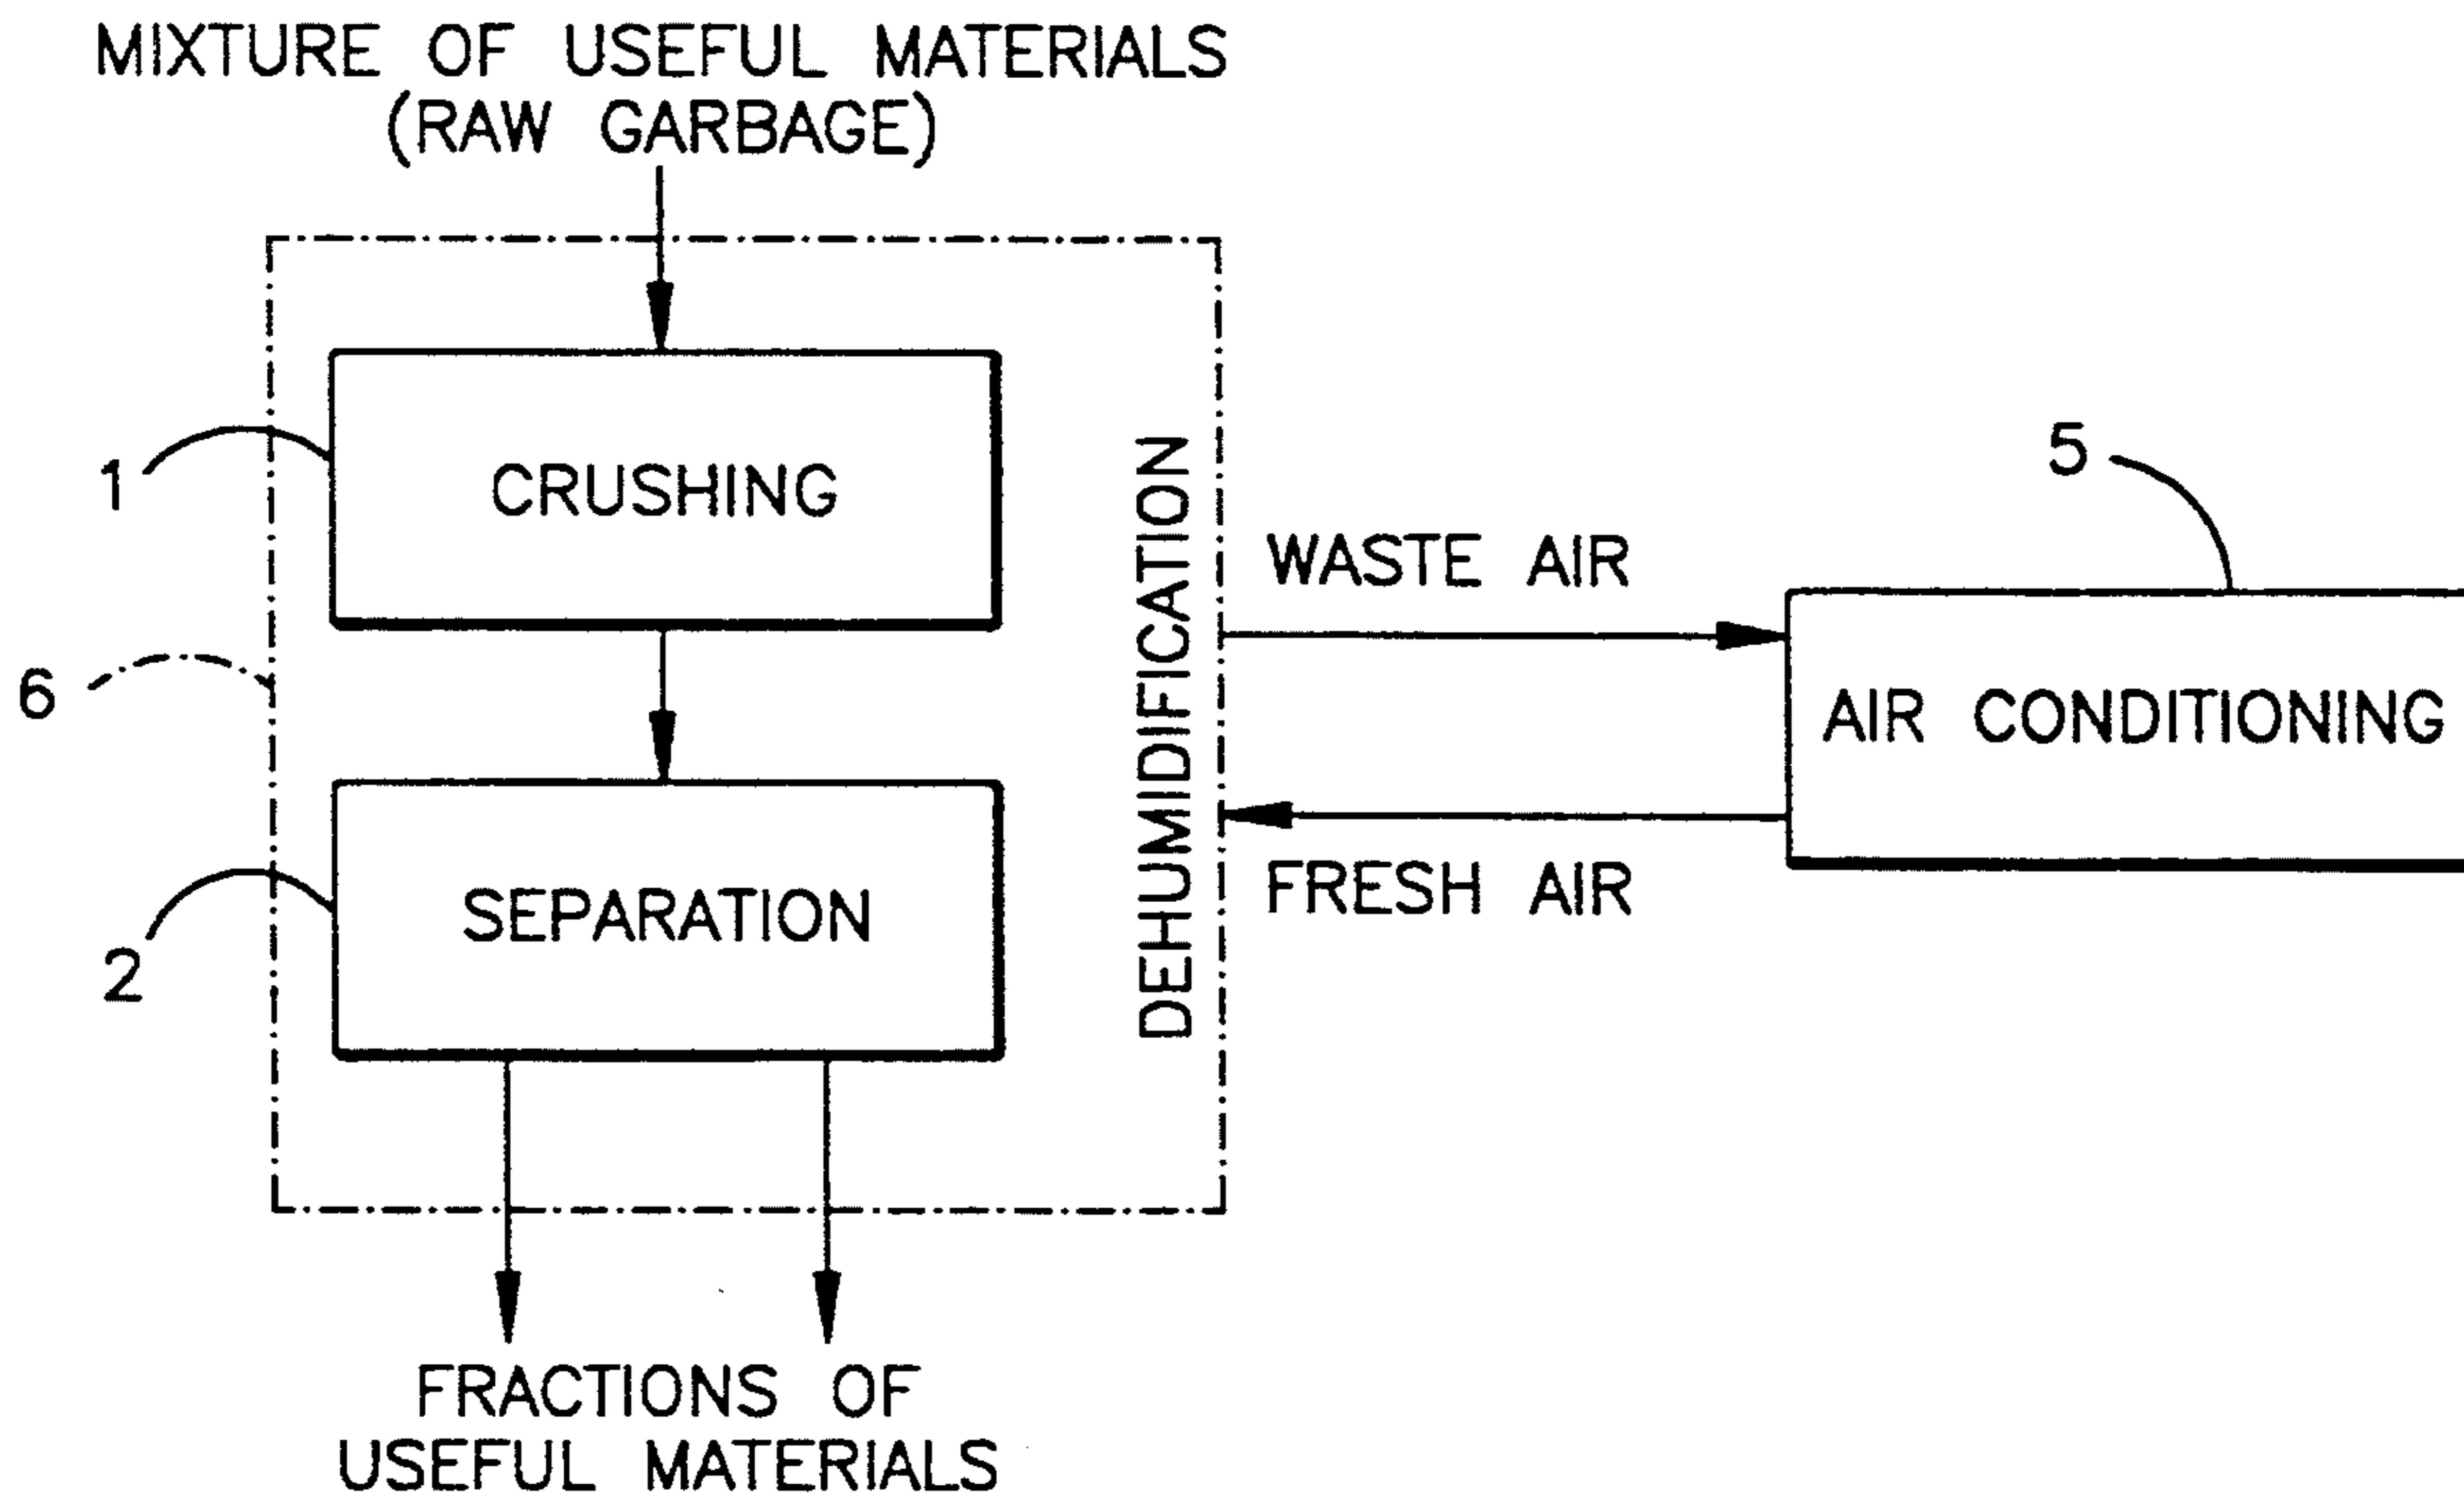 MIXTURE OF USEFUL MATERIALS
(RAW GARBAGE)
1
CRUSHING
DEHUMIDIFICATION
5
WASTE AIR
6
AIR CONDITIONING
2
SEPARATION
FRESH AIR
FRACTIONS OF
USEFUL MATERIALS